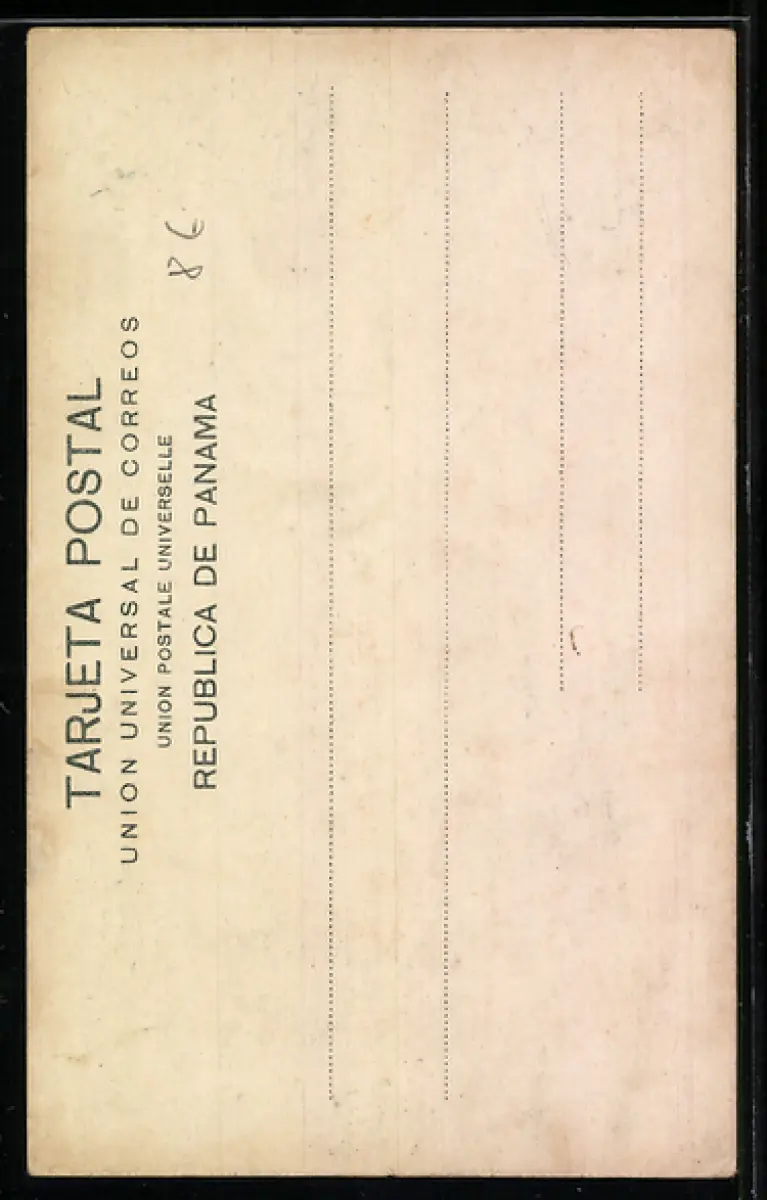 TARJETA POSTAL
UNION UNIVERSAL DE CORREOS
UNION POSTALE UNIVERSELLE
REPUBLICA DE PANAMA